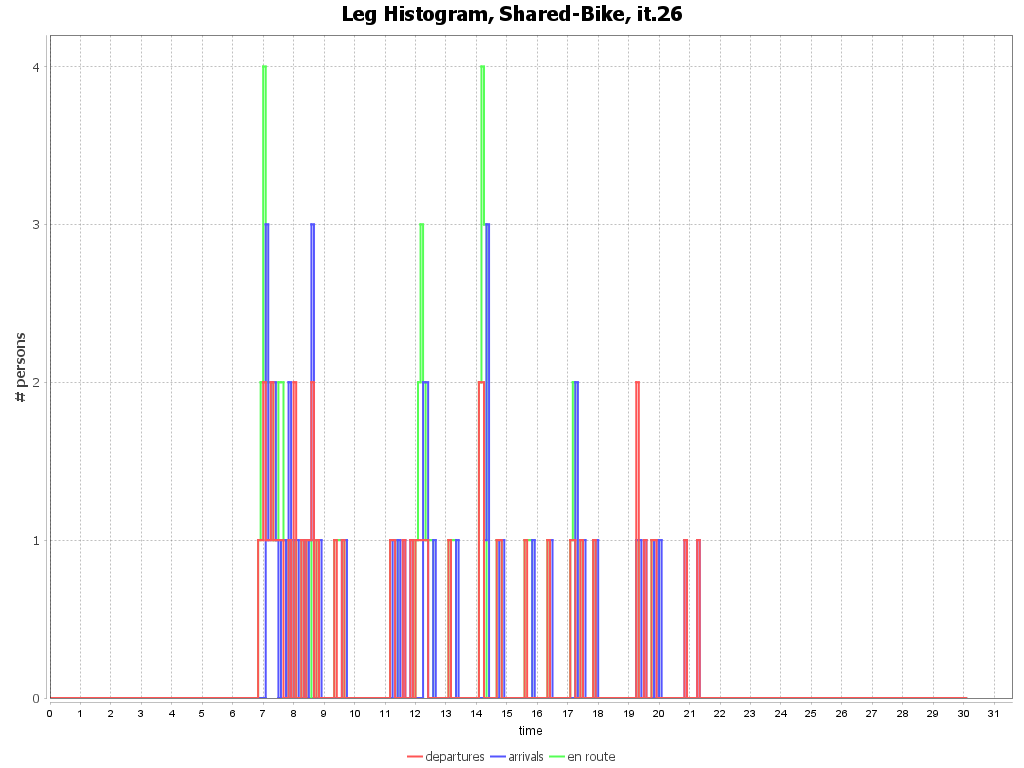 Leg Histogram, Shared-Bike, it.26
4
3
2
1
0
# persons
0 1 2 3 4 5 6 7 8 9 10 11 12 13 14 15 16 17 18 19 20 21 22 23 24 25 26 27 28 29 30 31
time
departures arrivals en route